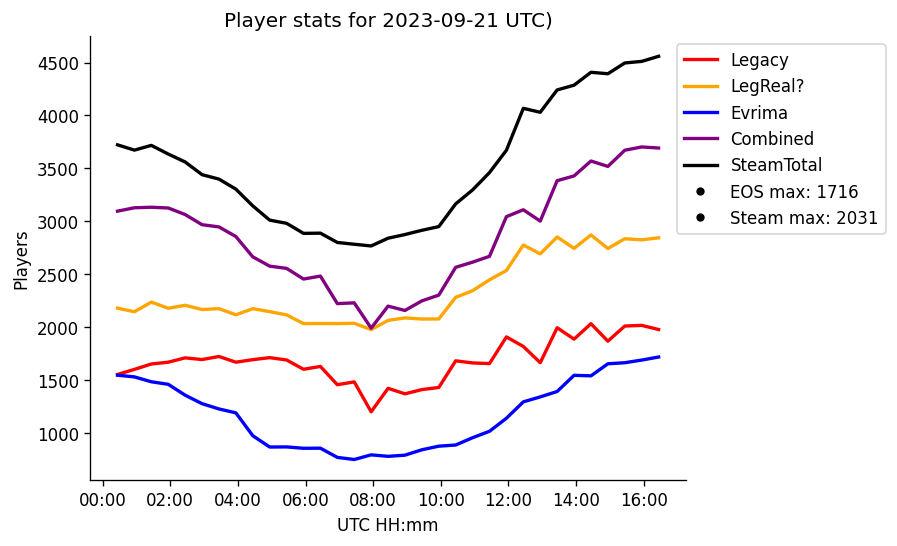 Player stats for 2023-09-21 UTC)
Players
4500
4000
3500
3000
2500
2000
1500
1000
00:00 02:00 04:00 06:00 08:00 10:00 12:00 14:00 16:00
UTC HH:mm
Legacy
LegReal?
Evrima
Combined
SteamTotal
EOS max: 1716
Steam max: 2031